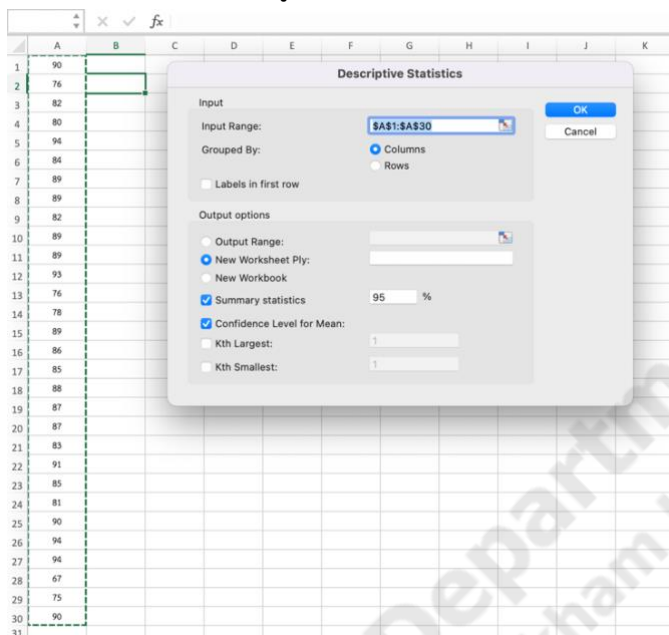 fx
A B C D E F G H I J K
1 90
2 76
3 82
4 80
5 94
6 84
7 89
8 89
9 82
10 89
11 89
12 93
13 76
14 78
15 89
16 86
17 85
18 88
19 87
20 87
21 83
22 91
23 85
24 81
25 90
26 94
27 94
28 67
29 75
30 90
31
Descriptive Statistics
Input
Input Range: $A$1:$A$30
Grouped By: Columns
Rows
Labels in first row
OK
Cancel
Output options
Output Range:
New Worksheet Ply:
New Workbook
Summary statistics 95 %
Confidence Level for Mean:
Kth Largest: 1
Kth Smallest: 1